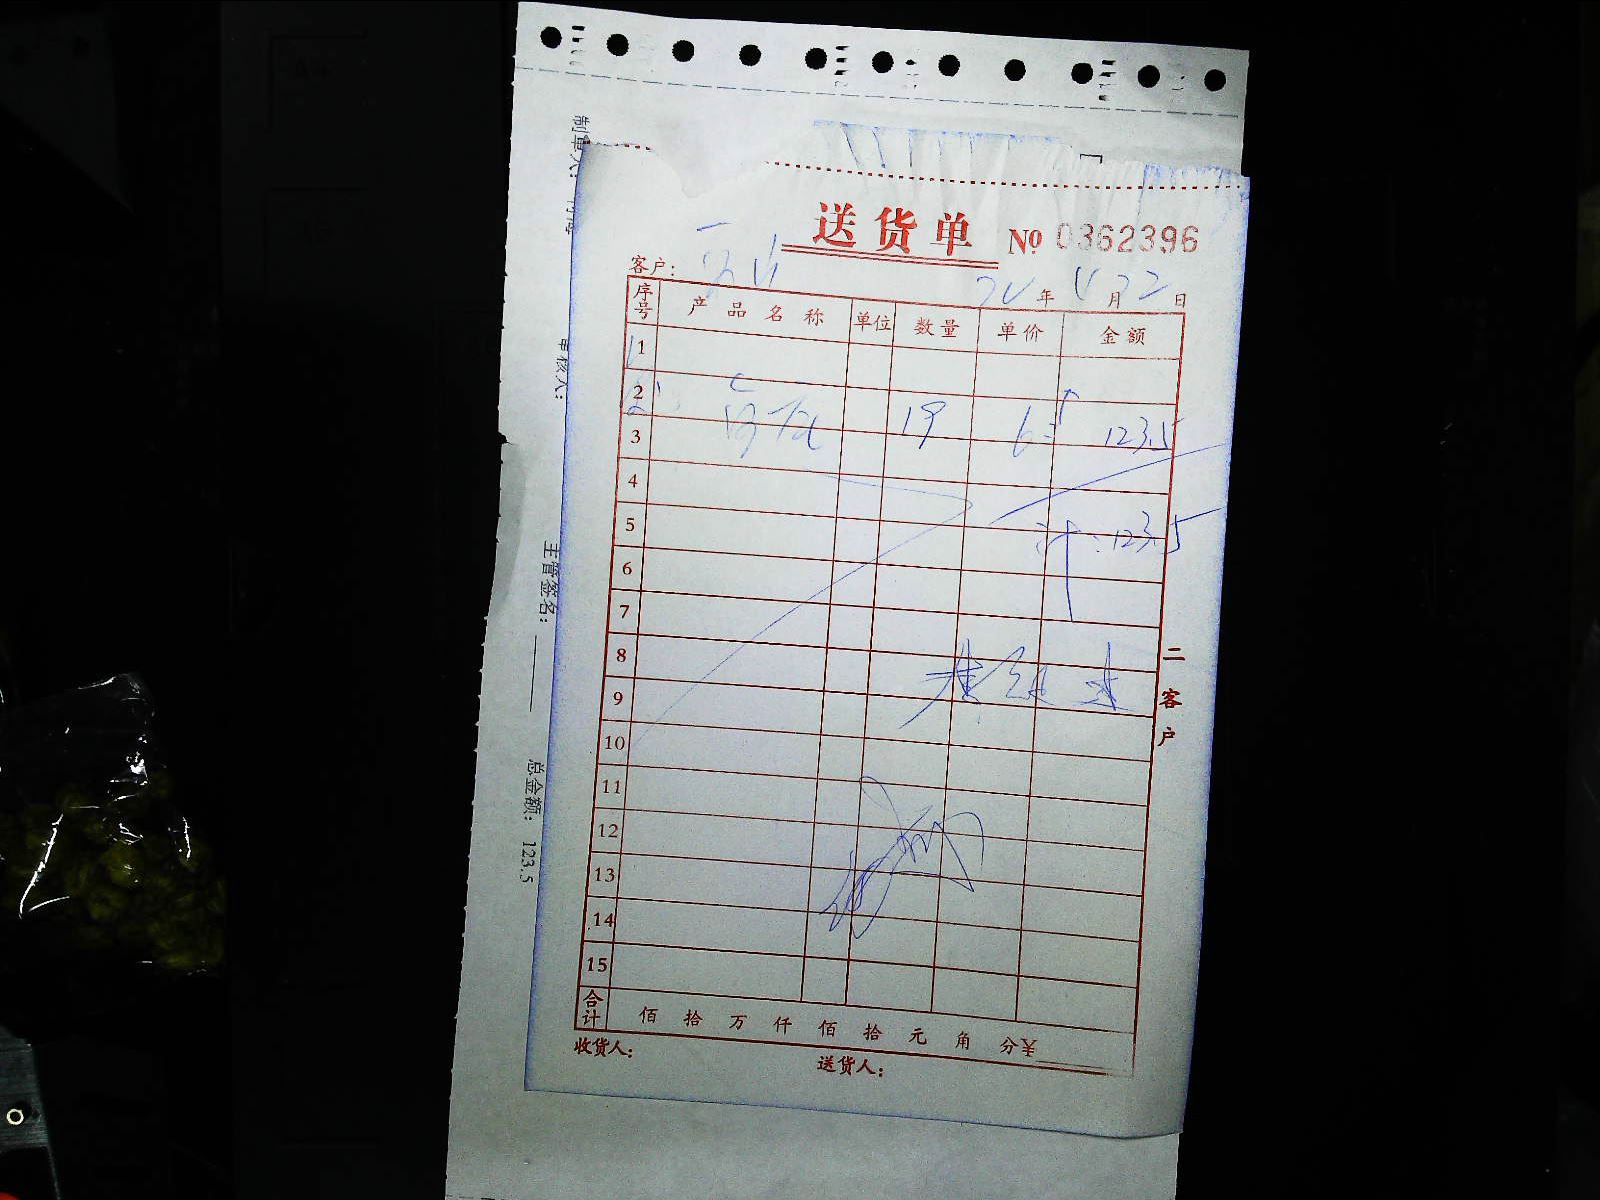 送货单 № 0362396
客户：
年 月 22 日
序号 产品名称 单位 数量 单价 金额
1
2
19 6.5 123.5
3
4
5
计：123.5
6
7
8
9
10
11
12
13
14
15
合计 佰 拾 万 仟 佰 拾 元 角 分￥
收货人： 送货人：
二客户
制单人：
审核人：
主管签名：
总金额： 123.5